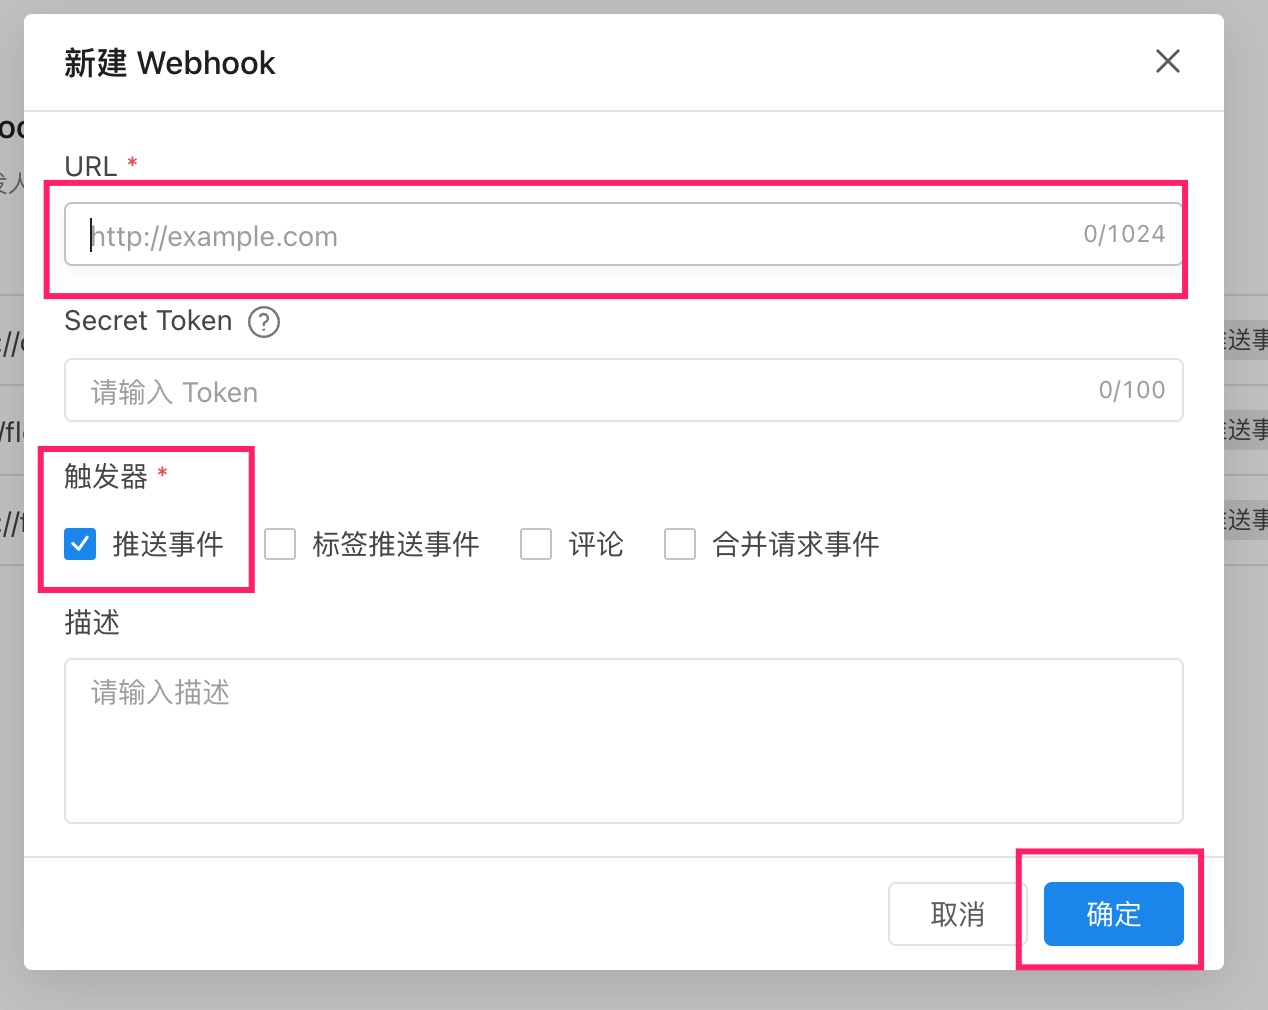 新建 Webhook
URL *
http://example.com 0/1024
Secret Token ?
请输入 Token 0/100
触发器 *
推送事件 标签推送事件 评论 合并请求事件
描述
请输入描述
取消 确定